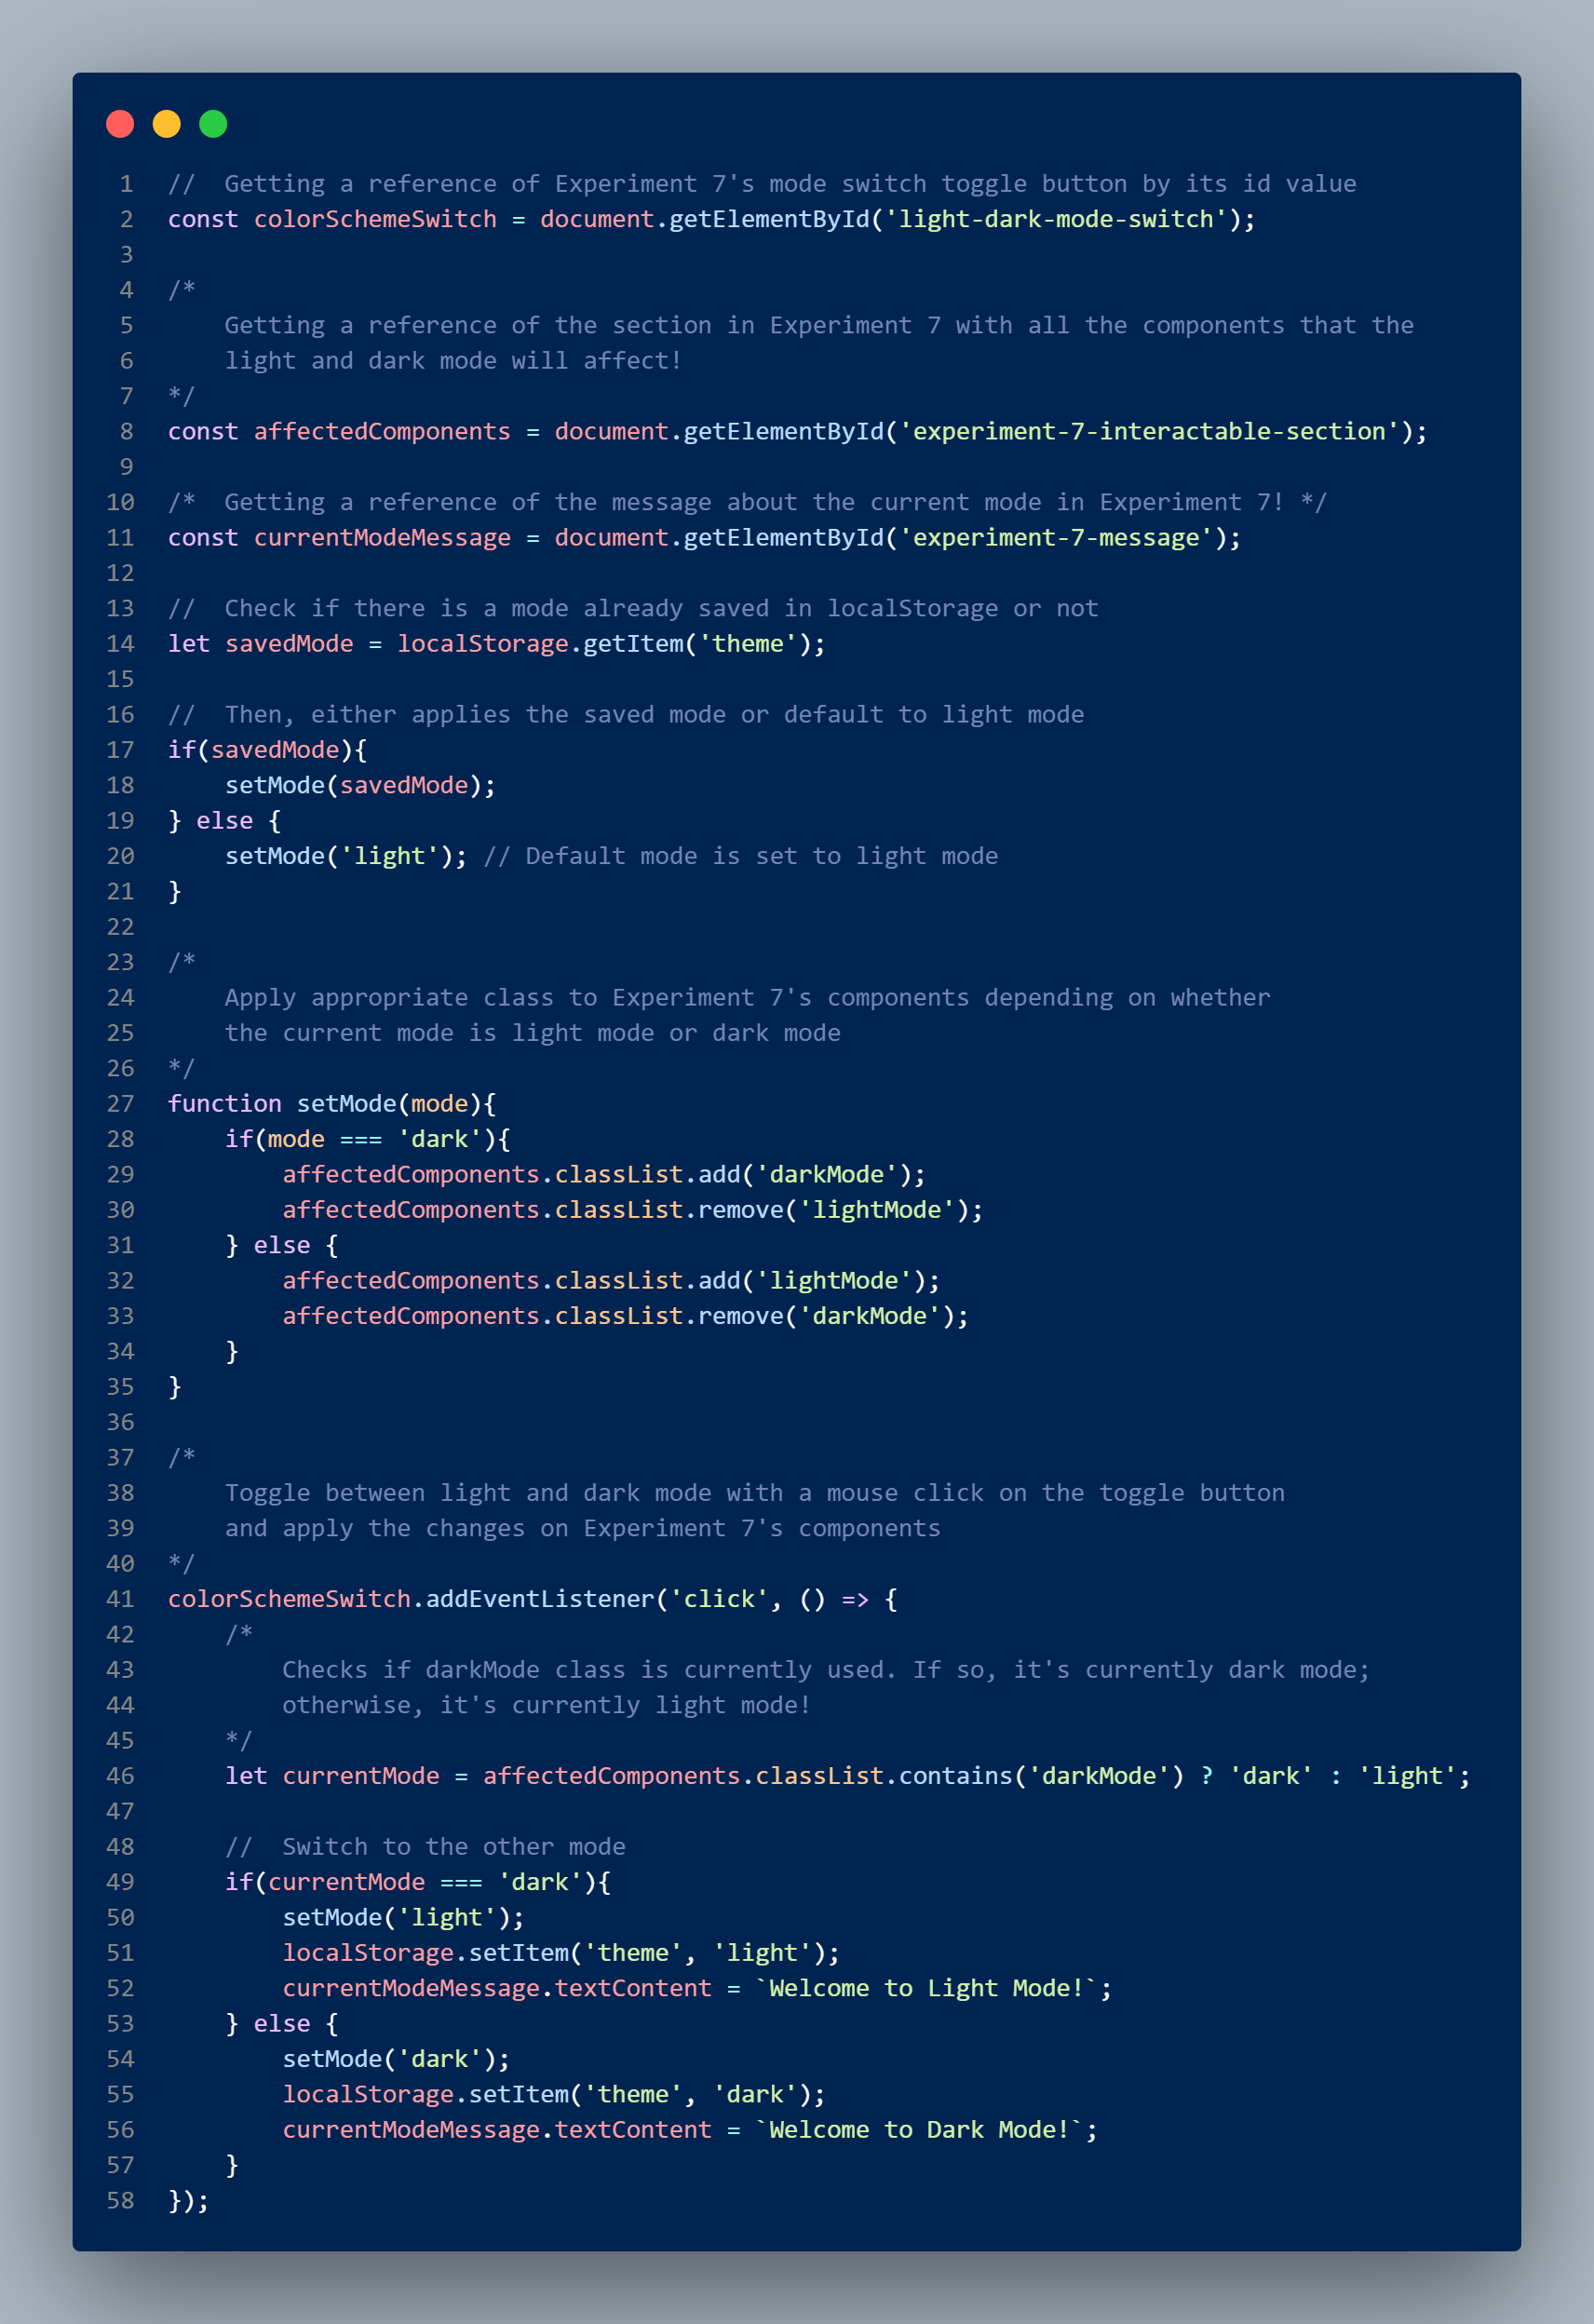 1 //  Getting a reference of Experiment 7's mode switch toggle button by its id value
2 const colorSchemeSwitch = document.getElementById('light-dark-mode-switch');
3
4 /*
5     Getting a reference of the section in Experiment 7 with all the components that the
6     light and dark mode will affect!
7 */
8 const affectedComponents = document.getElementById('experiment-7-interactable-section');
9
10 /*  Getting a reference of the message about the current mode in Experiment 7! */
11 const currentModeMessage = document.getElementById('experiment-7-message');
12
13 //  Check if there is a mode already saved in localStorage or not
14 let savedMode = localStorage.getItem('theme');
15
16 //  Then, either applies the saved mode or default to light mode
17 if(savedMode){
18     setMode(savedMode);
19 } else {
20     setMode('light'); // Default mode is set to light mode
21 }
22
23 /*
24     Apply appropriate class to Experiment 7's components depending on whether
25     the current mode is light mode or dark mode
26 */
27 function setMode(mode){
28     if(mode === 'dark'){
29         affectedComponents.classList.add('darkMode');
30         affectedComponents.classList.remove('lightMode');
31     } else {
32         affectedComponents.classList.add('lightMode');
33         affectedComponents.classList.remove('darkMode');
34     }
35 }
36
37 /*
38     Toggle between light and dark mode with a mouse click on the toggle button
39     and apply the changes on Experiment 7's components
40 */
41 colorSchemeSwitch.addEventListener('click', () => {
42     /*
43         Checks if darkMode class is currently used. If so, it's currently dark mode;
44         otherwise, it's currently light mode!
45     */
46     let currentMode = affectedComponents.classList.contains('darkMode') ? 'dark' : 'light';
47
48     //  Switch to the other mode
49     if(currentMode === 'dark'){
50         setMode('light');
51         localStorage.setItem('theme', 'light');
52         currentModeMessage.textContent = `Welcome to Light Mode!`;
53     } else {
54         setMode('dark');
55         localStorage.setItem('theme', 'dark');
56         currentModeMessage.textContent = `Welcome to Dark Mode!`;
57     }
58 });